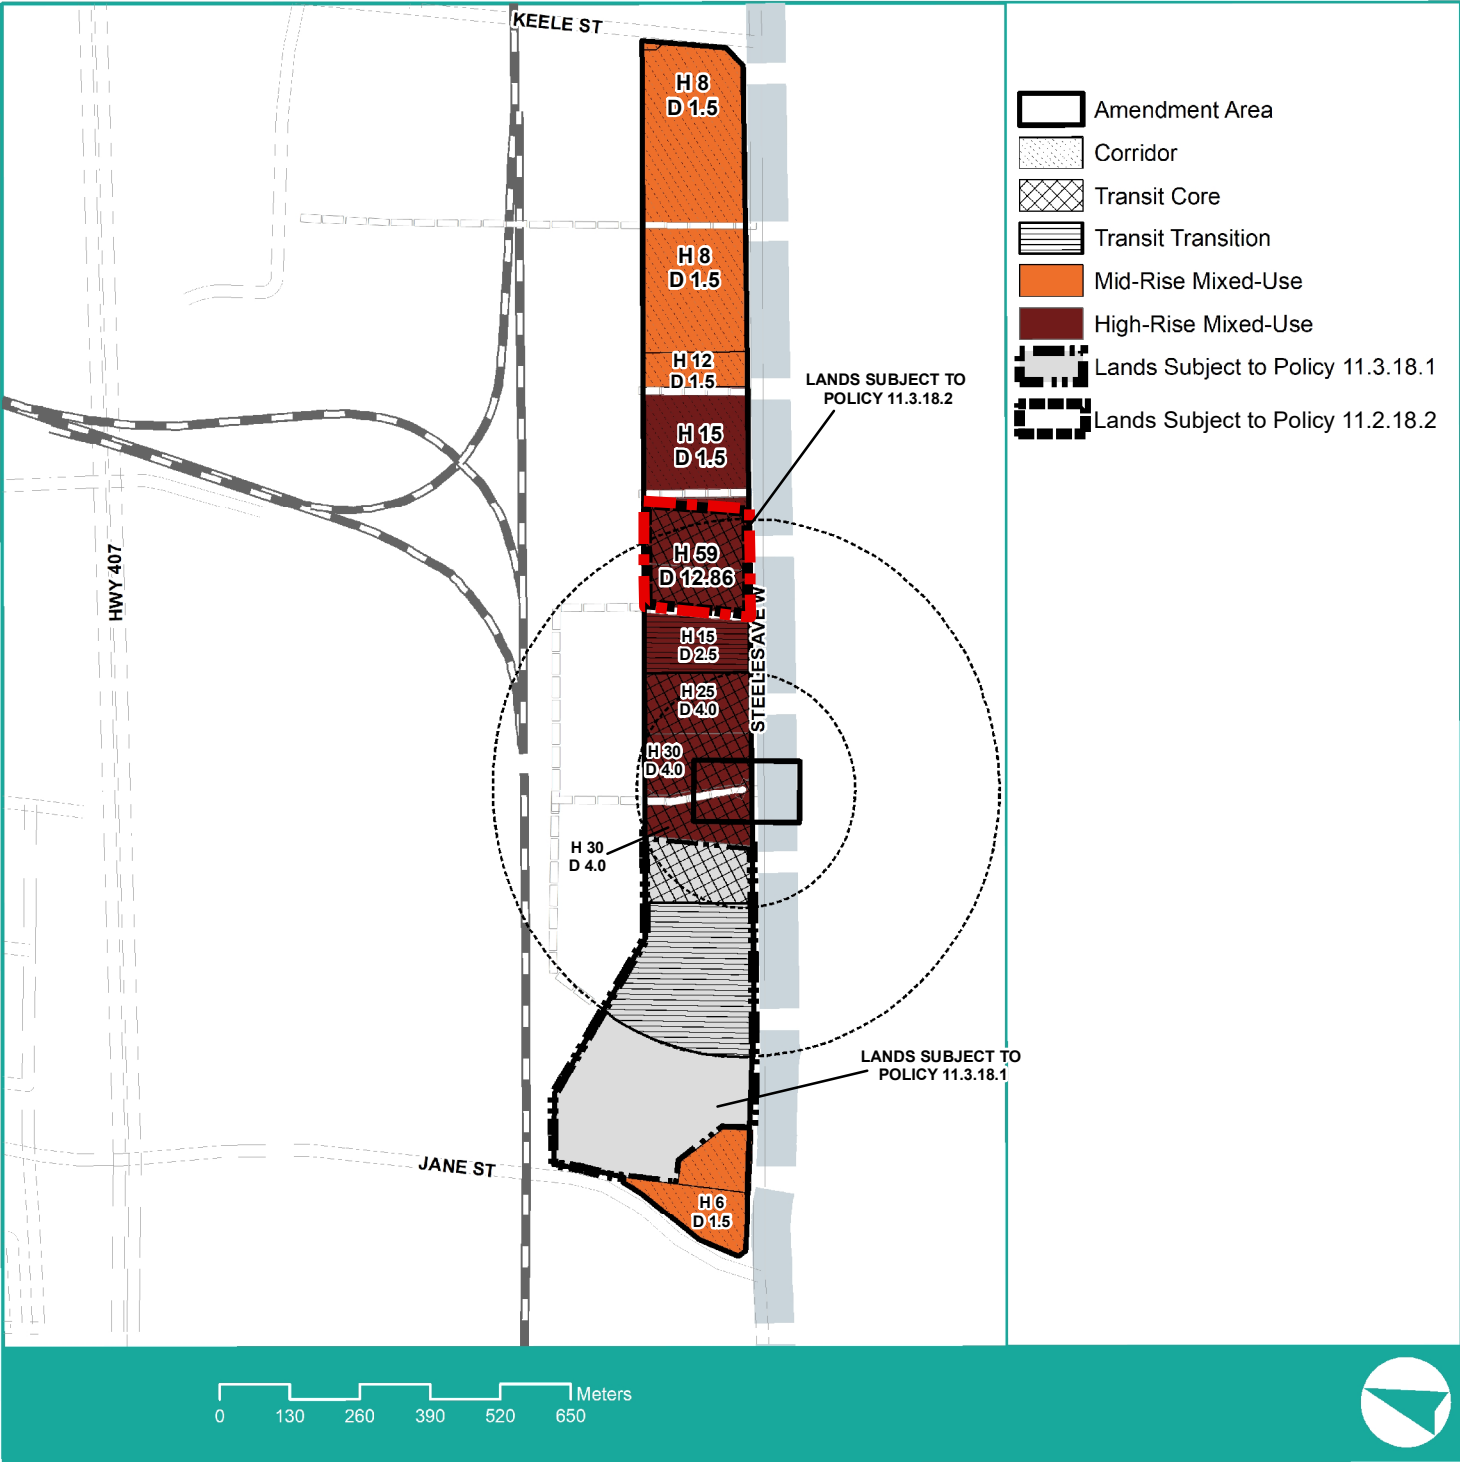 KEELE ST
H 8
D 1.5
H 8
D 1.5
H 12
D 1.5
H 15
D 1.5
LANDS SUBJECT TO
POLICY 11.3.18.2
H 59
D 12.86
HWY 407
STEELES AVE W
H 15
D 2.5
H 25
D 4.0
H 30
D 4.0
H 30
D 4.0
LANDS SUBJECT TO
POLICY 11.3.18.1
JANE ST
H 6
D 1.5
Amendment Area
Corridor
Transit Core
Transit Transition
Mid-Rise Mixed-Use
High-Rise Mixed-Use
Lands Subject to Policy 11.3.18.1
Lands Subject to Policy 11.2.18.2
Meters
0 130 260 390 520 650